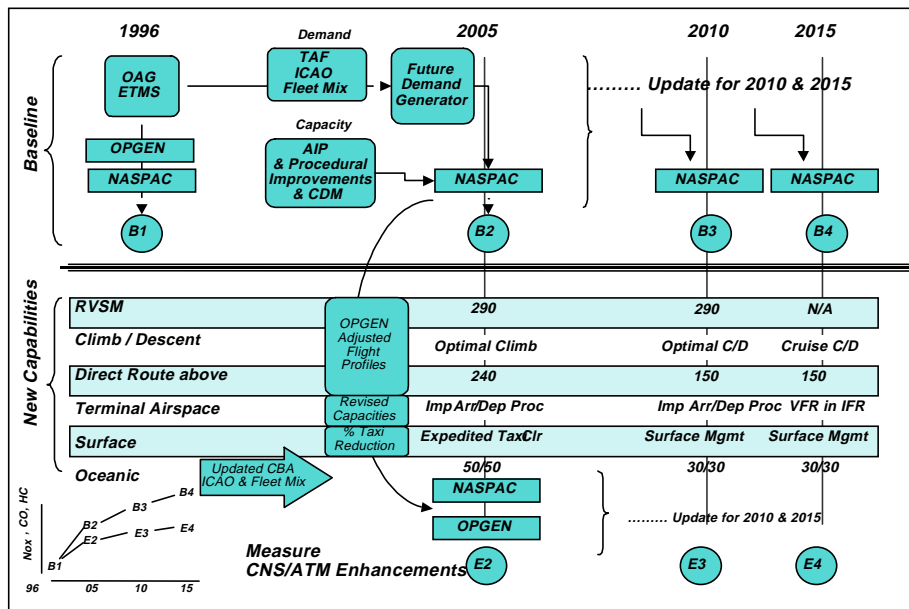 1996
Demand
2005
2010
2015
Baseline
OAG
ETMS
TAF
ICAO
Fleet Mix
Future
Demand
Generator
......... Update for 2010 & 2015
OPGEN
NASPAC
Capacity
AIP
& Procedural
Improvements
& CDM
NASPAC
NASPAC
NASPAC
B1
B2
B3
B4
New Capabilities
RVSM
290
290
N/A
Climb / Descent
Optimal Climb
Optimal C/D
Cruise C/D
OPGEN
Adjusted
Flight
Profiles
Direct Route above
240
150
150
Terminal Airspace
Revised
Capacities
Imp Arr/Dep Proc
Imp Arr/Dep Proc
VFR in IFR
Surface
% Taxi
Reduction
Expedited Taxi Clr
Surface Mgmt
Surface Mgmt
Oceanic
50/50
30/30
30/30
Updated CBA
ICAO & Fleet Mix
NASPAC
OPGEN
......... Update for 2010 & 2015
Measure
CNS/ATM Enhancements
E2
E3
E4
Nox , CO, HC
B1
B2
B3
B4
E2
E3
E4
96
05
10
15